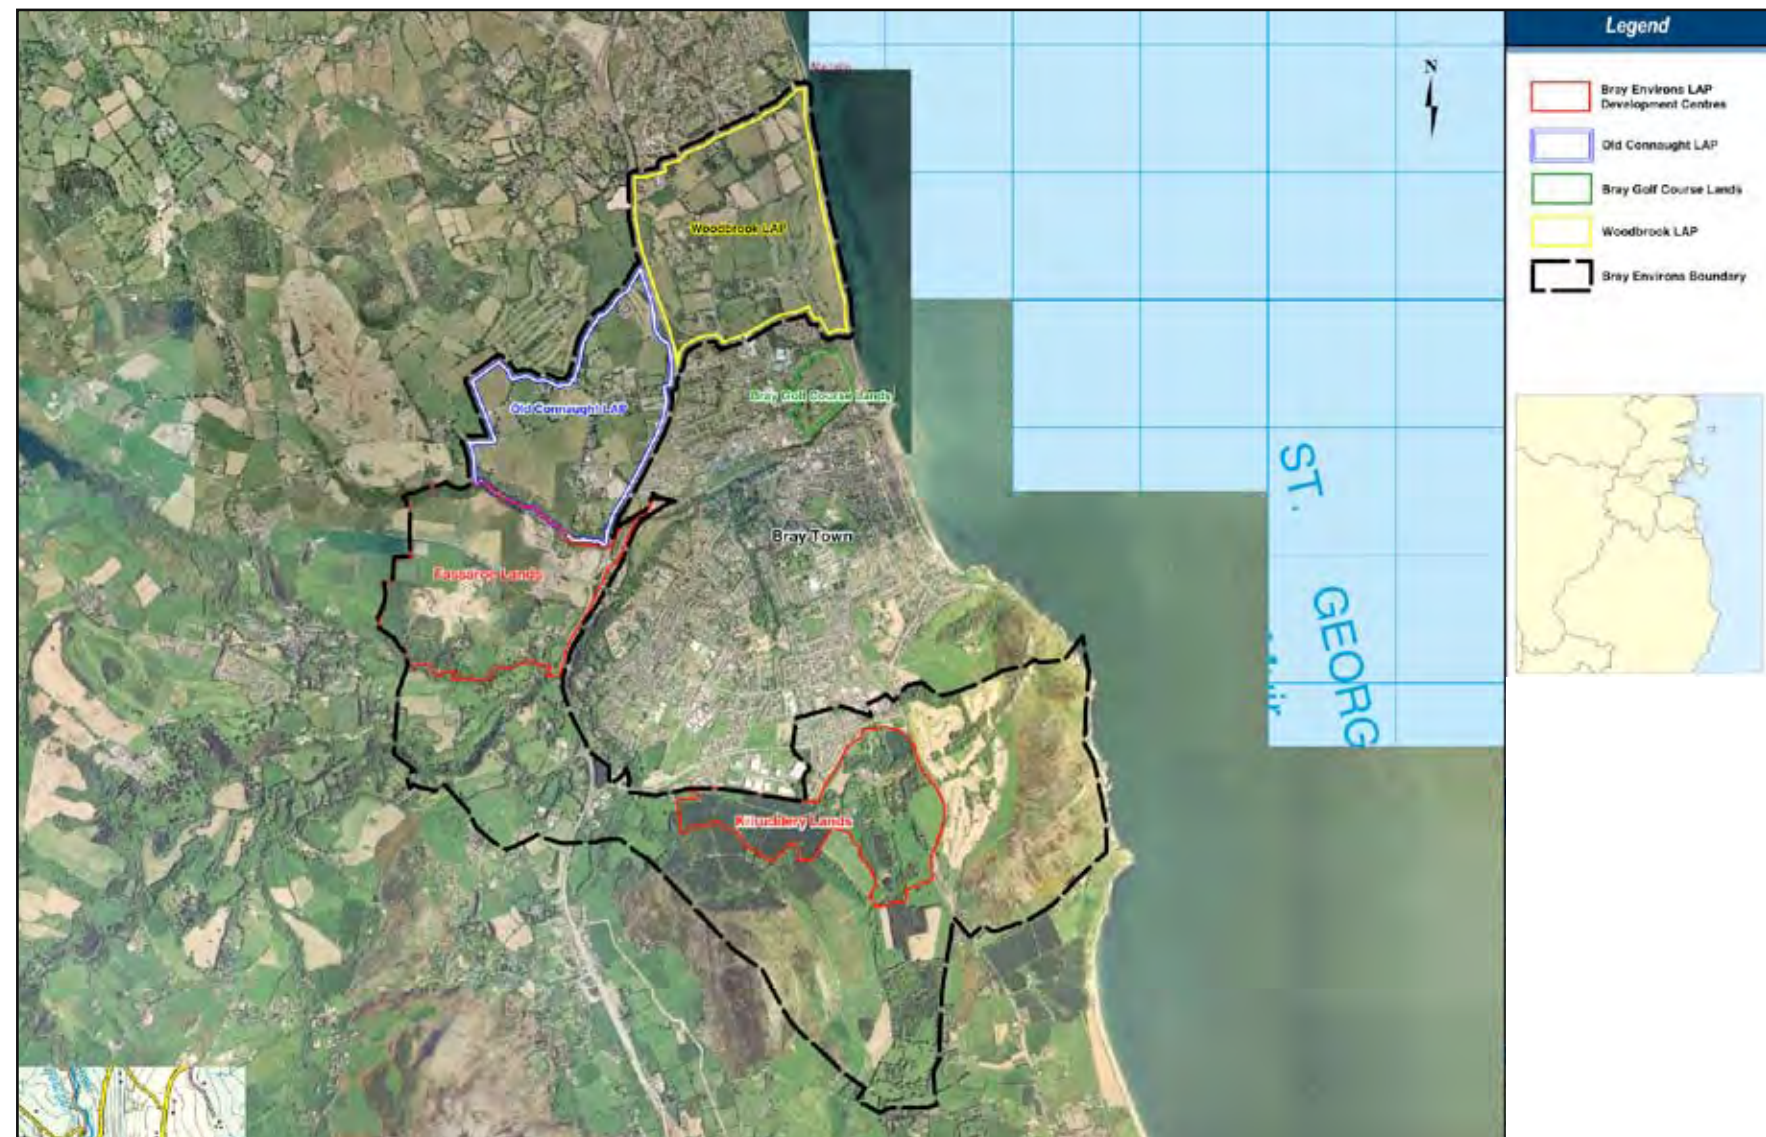 Legend
N
Bray Environs LAP
Development Centres
Old Connaught LAP
Bray Golf Course Lands
Woodbrook LAP
Bray Environs Boundary
Woodbrook LAP
Bray Golf Course Lands
Old Connaught LAP
Bray Town
Fassaroe Lands
Kilruddery Lands
ST.
GEORG